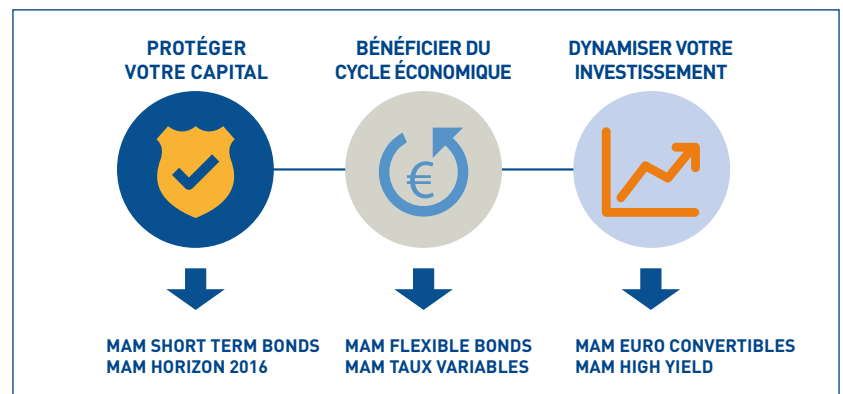 PROTÉGER
VOTRE CAPITAL
BÉNÉFICIER DU
CYCLE ÉCONOMIQUE
DYNAMISER VOTRE
INVESTISSEMENT
€
MAM SHORT TERM BONDS
MAM HORIZON 2016
MAM FLEXIBLE BONDS
MAM TAUX VARIABLES
MAM EURO CONVERTIBLES
MAM HIGH YIELD